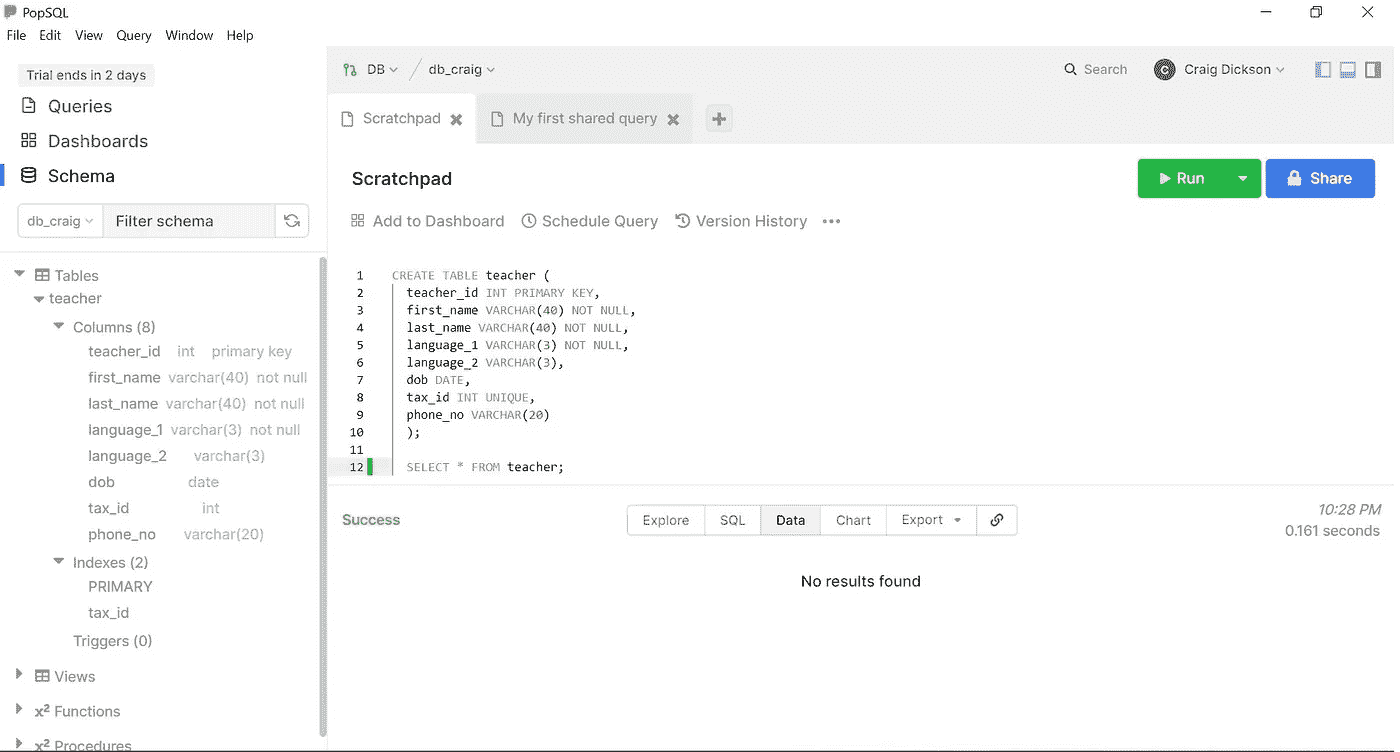 PopSQL
File Edit View Query Window Help
Trial ends in 2 days
Queries
Dashboards
Schema
db_craig
Filter schema
Tables
teacher
Columns (8)
teacher_id int primary key
first_name varchar(40) not null
last_name varchar(40) not null
language_1 varchar(3) not null
language_2 varchar(3)
dob date
tax_id int
phone_no varchar(20)
Indexes (2)
PRIMARY
tax_id
Triggers (0)
Views
x² Functions
x² Procedures
DB / db_craig
Search
C Craig Dickson
Scratchpad
My first shared query
Scratchpad
Run
Share
Add to Dashboard Schedule Query Version History
1 CREATE TABLE teacher (
2 teacher_id INT PRIMARY KEY,
3 first_name VARCHAR(40) NOT NULL,
4 last_name VARCHAR(40) NOT NULL,
5 language_1 VARCHAR(3) NOT NULL,
6 language_2 VARCHAR(3),
7 dob DATE,
8 tax_id INT UNIQUE,
9 phone_no VARCHAR(20)
10 );
11
12 SELECT * FROM teacher;
Success
Explore SQL Data Chart Export
10:28 PM
0.161 seconds
No results found